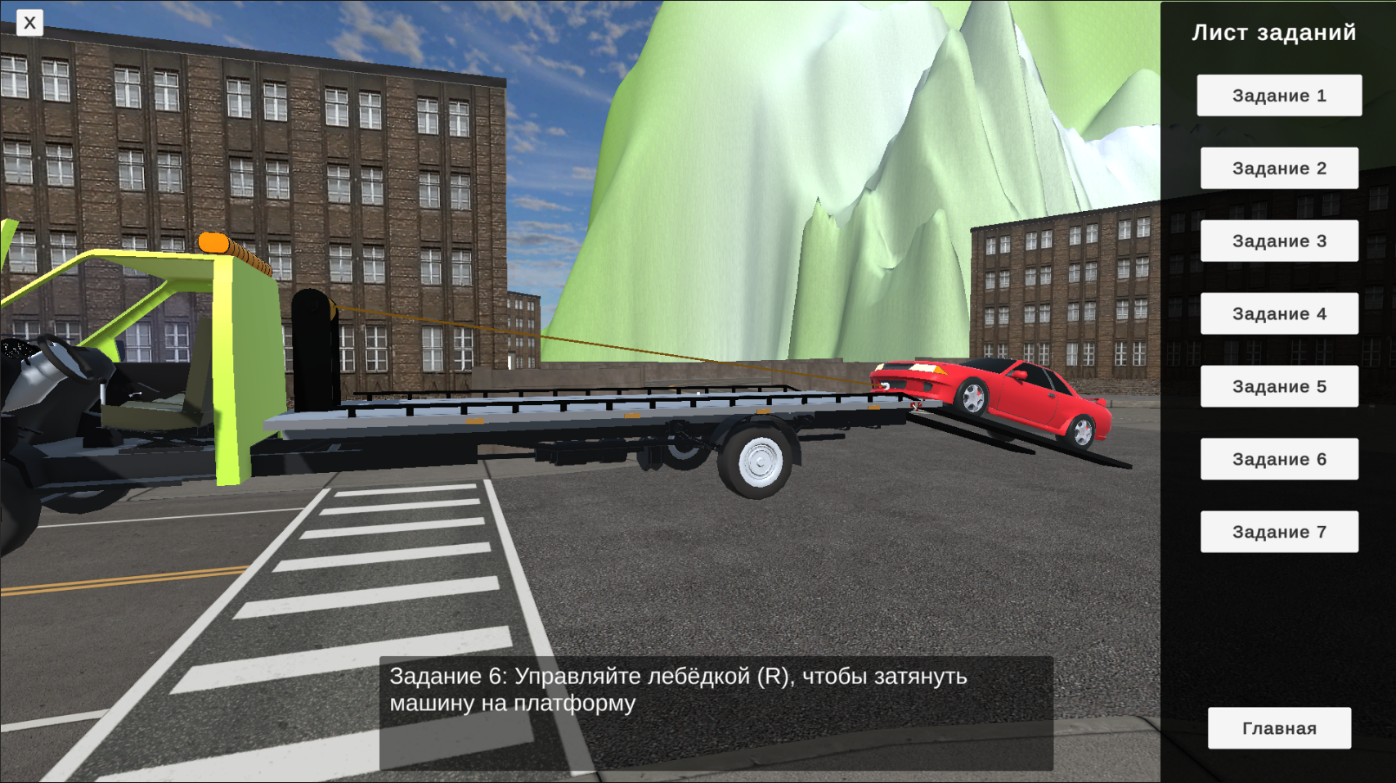 X
Лист заданий
Задание 1
Задание 2
Задание 3
Задание 4
Задание 5
Задание 6
Задание 7
Задание 6: Управляйте лебёдкой (R), чтобы затянуть
машину на платформу
Главная